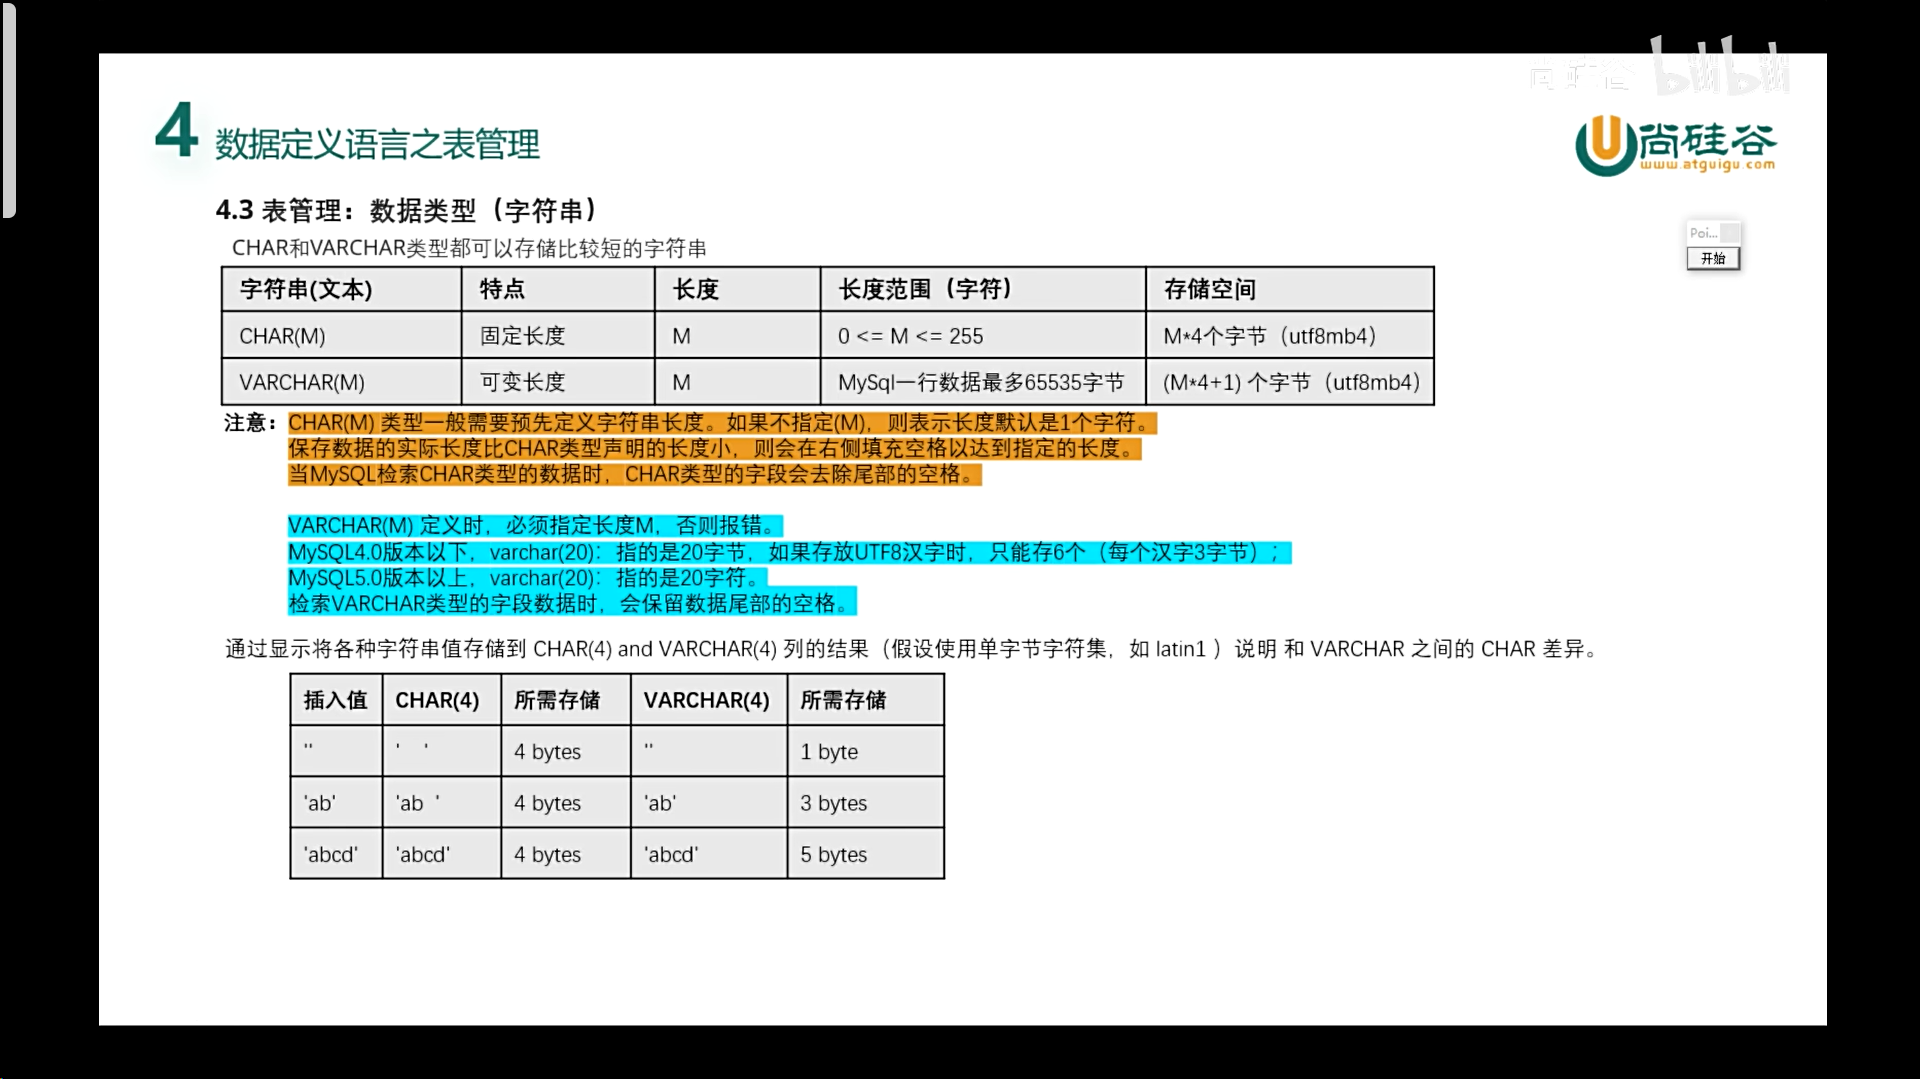 尚硅谷 bilibili
4 数据定义语言之表管理
尚硅谷
www.atguigu.com
4.3 表管理：数据类型（字符串）
Poi...
开始
CHAR和VARCHAR类型都可以存储比较短的字符串
字符串(文本) 特点 长度 长度范围（字符） 存储空间
CHAR(M) 固定长度 M 0 <= M <= 255 M*4个字节（utf8mb4）
VARCHAR(M) 可变长度 M MySql一行数据最多65535字节 (M*4+1) 个字节（utf8mb4）
注意：CHAR(M) 类型一般需要预先定义字符串长度。如果不指定(M)，则表示长度默认是1个字符。
保存数据的实际长度比CHAR类型声明的长度小，则会在右侧填充空格以达到指定的长度。
当MySQL检索CHAR类型的数据时，CHAR类型的字段会去除尾部的空格。
VARCHAR(M) 定义时，必须指定长度M，否则报错。
MySQL4.0版本以下，varchar(20)：指的是20字节，如果存放UTF8汉字时，只能存6个（每个汉字3字节）；
MySQL5.0版本以上，varchar(20)：指的是20字符。
检索VARCHAR类型的字段数据时，会保留数据尾部的空格。
通过显示将各种字符串值存储到 CHAR(4) and VARCHAR(4) 列的结果（假设使用单字节字符集，如 latin1 ）说明 和 VARCHAR 之间的 CHAR 差异。
插入值 CHAR(4) 所需存储 VARCHAR(4) 所需存储
'' '    ' 4 bytes '' 1 byte
'ab' 'ab  ' 4 bytes 'ab' 3 bytes
'abcd' 'abcd' 4 bytes 'abcd' 5 bytes